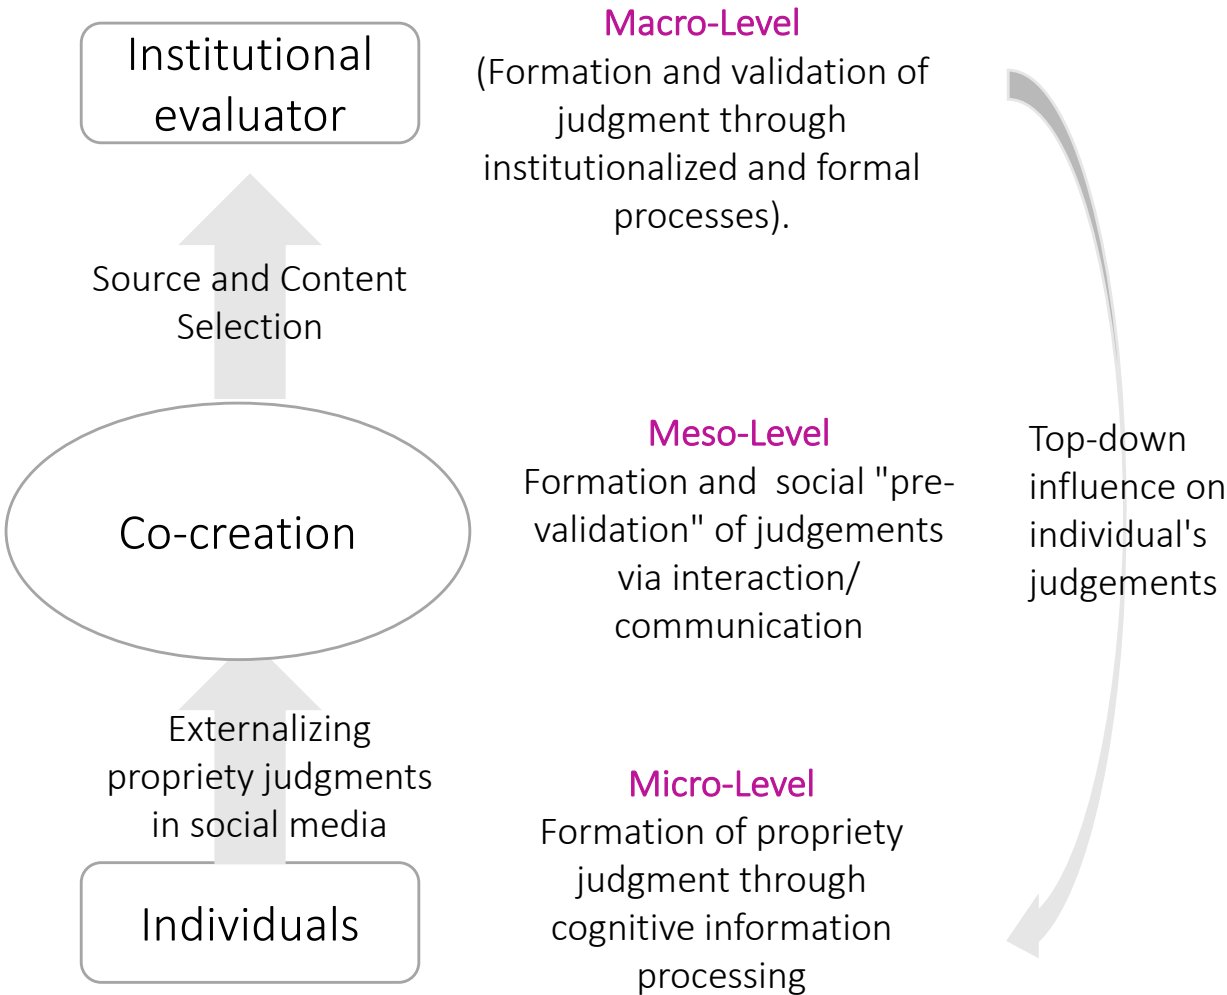 Institutional
evaluator
Macro-Level
(Formation and validation of
judgment through
institutionalized and formal
processes).
Source and Content
Selection
Co-creation
Meso-Level
Formation and  social "pre-
validation" of judgements
via interaction/
communication
Top-down
influence on
individual's
judgements
Externalizing
propriety judgments
in social media
Individuals
Micro-Level
Formation of propriety
judgment through
cognitive information
processing